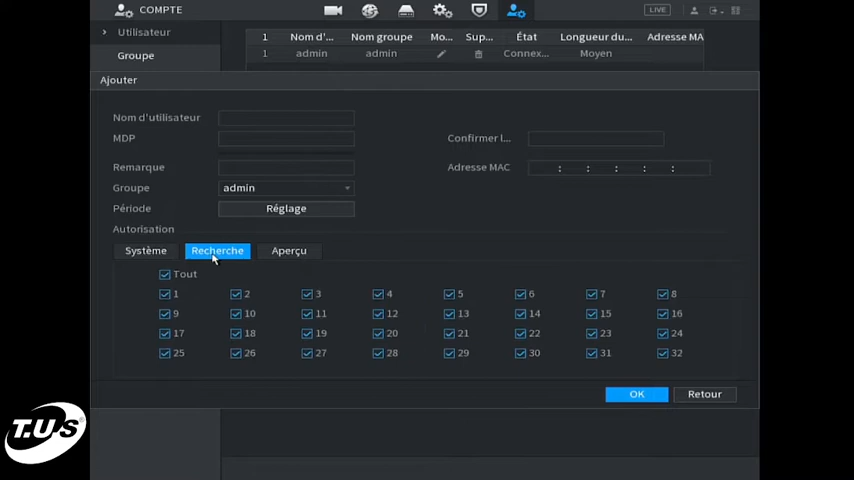 COMPTE LIVE
Utilisateur
Groupe
1 Nom d'... Nom groupe Mo... Sup... État Longueur du... Adresse MA
1 admin admin Connex... Moyen
Ajouter
Nom d'utilisateur
MDP Confirmer l...
Remarque Adresse MAC : : : : :
Groupe admin
Période Réglage
Autorisation
Système Recherche Aperçu
Tout
1 2 3 4 5 6 7 8
9 10 11 12 13 14 15 16
17 18 19 20 21 22 23 24
25 26 27 28 29 30 31 32
OK Retour
T.U.S